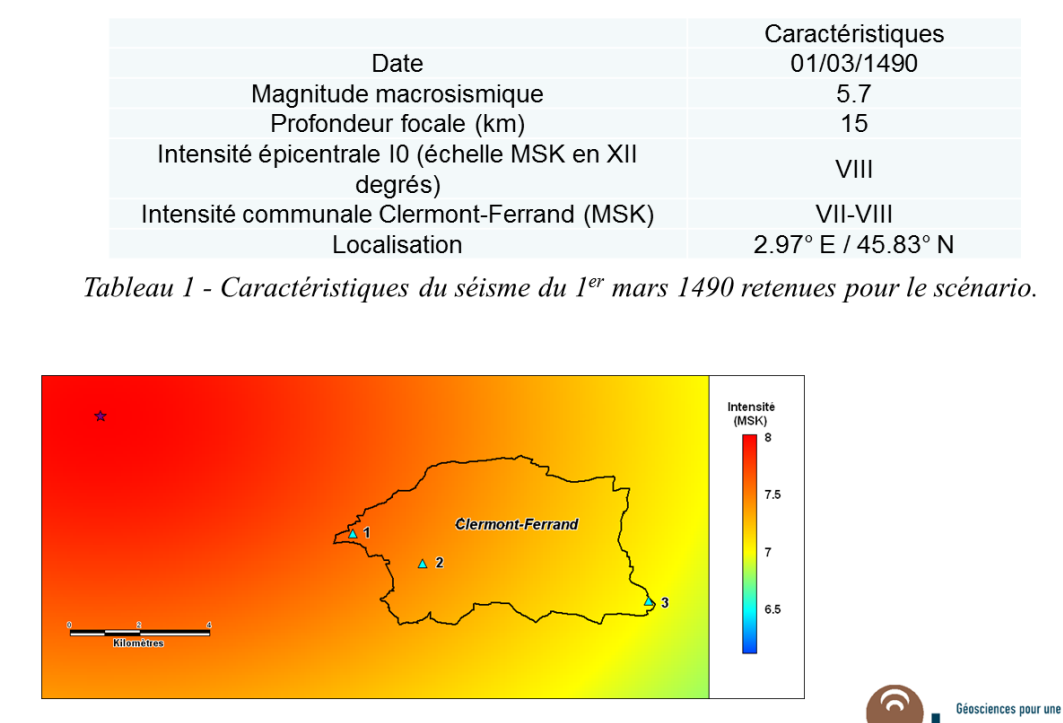 Caractéristiques
Date 01/03/1490
Magnitude macrosismique 5.7
Profondeur focale (km) 15
Intensité épicentrale I0 (échelle MSK en XII
degrés) VIII
Intensité communale Clermont-Ferrand (MSK) VII-VIII
Localisation 2.97° E / 45.83° N
Tableau 1 - Caractéristiques du séisme du 1er mars 1490 retenues pour le scénario.
Intensité
(MSK)
8
7.5
7
6.5
Clermont-Ferrand
1
2
3
0 2 4
Kilomètres
Géosciences pour une